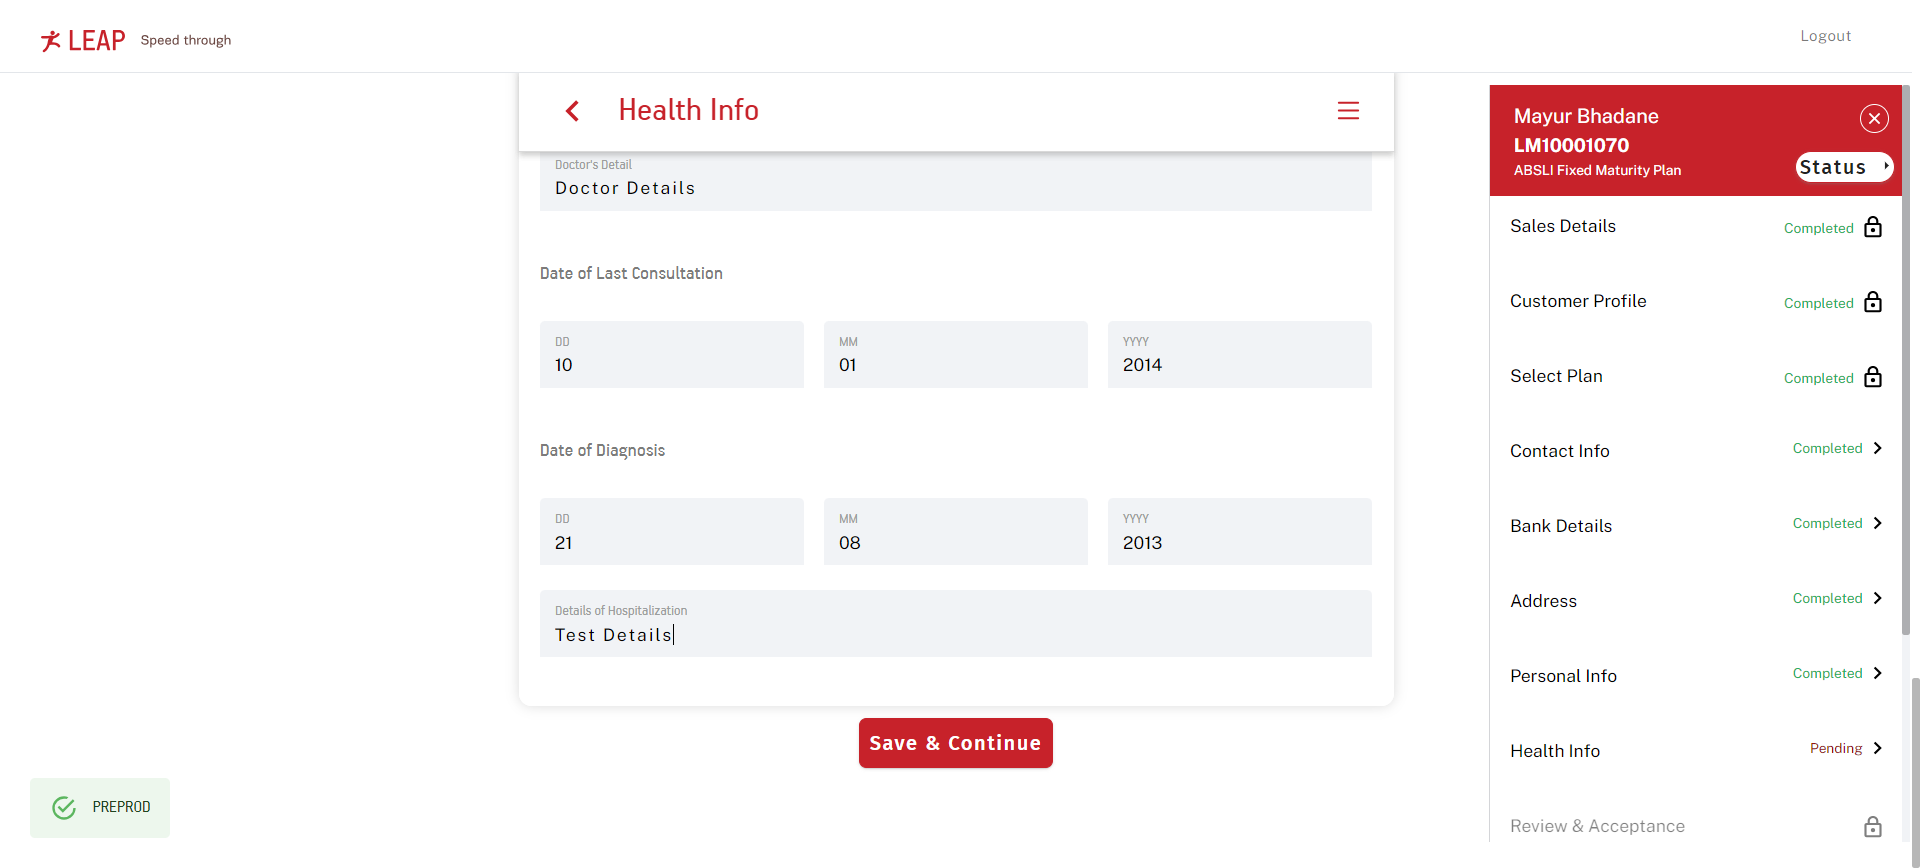 LEAP Speed through
Logout
Health Info
Doctor's Detail
Doctor Details
Date of Last Consultation
DD
10
MM
01
YYYY
2014
Date of Diagnosis
DD
21
MM
08
YYYY
2013
Details of Hospitalization
Test Details
Save & Continue
PREPROD
Mayur Bhadane
LM10001070
ABSLI Fixed Maturity Plan
Status
Sales Details Completed
Customer Profile Completed
Select Plan Completed
Contact Info Completed
Bank Details Completed
Address Completed
Personal Info Completed
Health Info Pending
Review & Acceptance